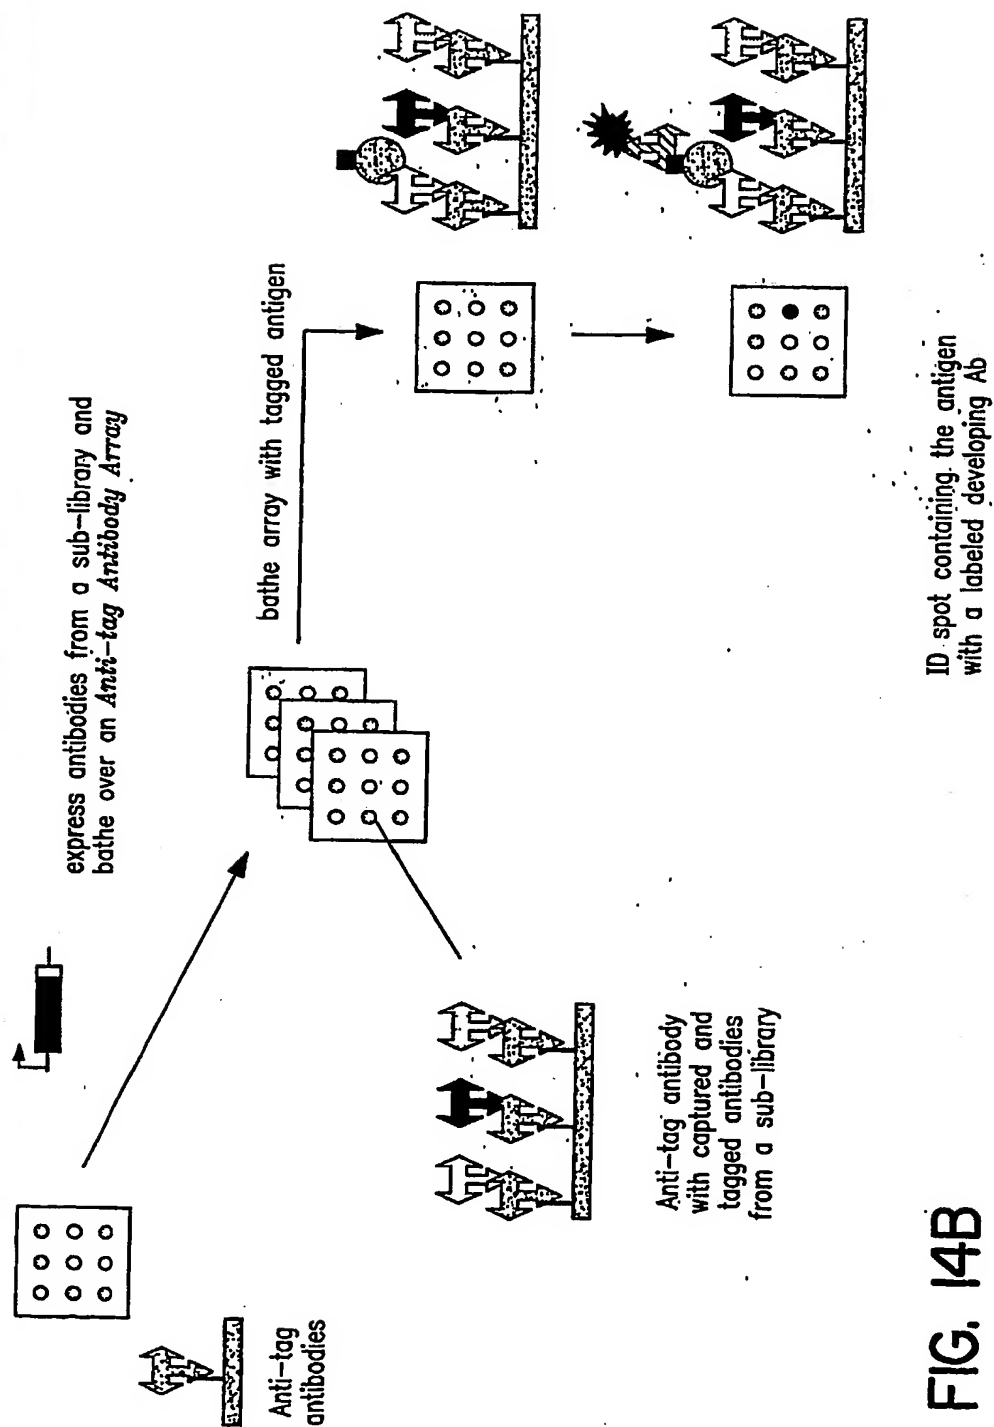 express antibodies from a sub-library and
bathe over an Anti-tag Antibody Array
Anti-tag
antibodies
bathe array with tagged antigen
Anti-tag antibody
with captured and
tagged antibodies
from a sub-library
ID spot containing the antigen
with a labeled developing Ab
FIG. 14B